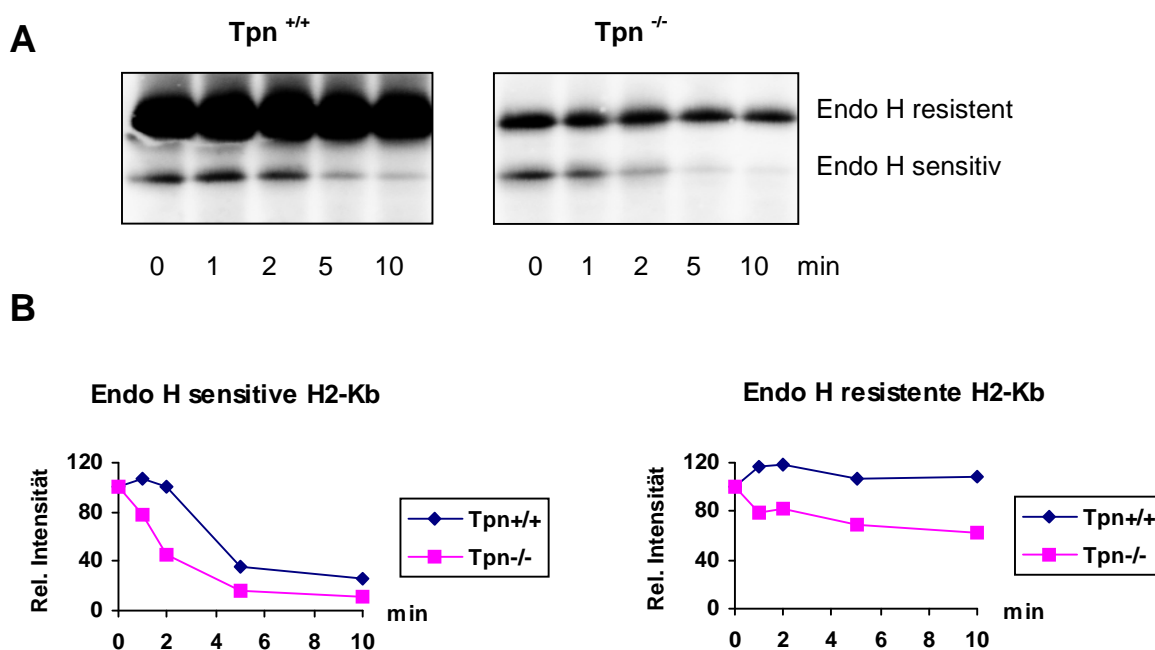 A
Tpn +/+
Tpn -/-
Endo H resistent
Endo H sensitiv
0 1 2 5 10
0 1 2 5 10 min
B
Endo H sensitive H2-Kb
Rel. Intensität
120
80
40
0
0 2 4 6 8 10
min
Tpn+/+
Tpn-/-
Endo H resistente H2-Kb
Rel. Intensität
120
80
40
0
0 2 4 6 8 10
min
Tpn+/+
Tpn-/-